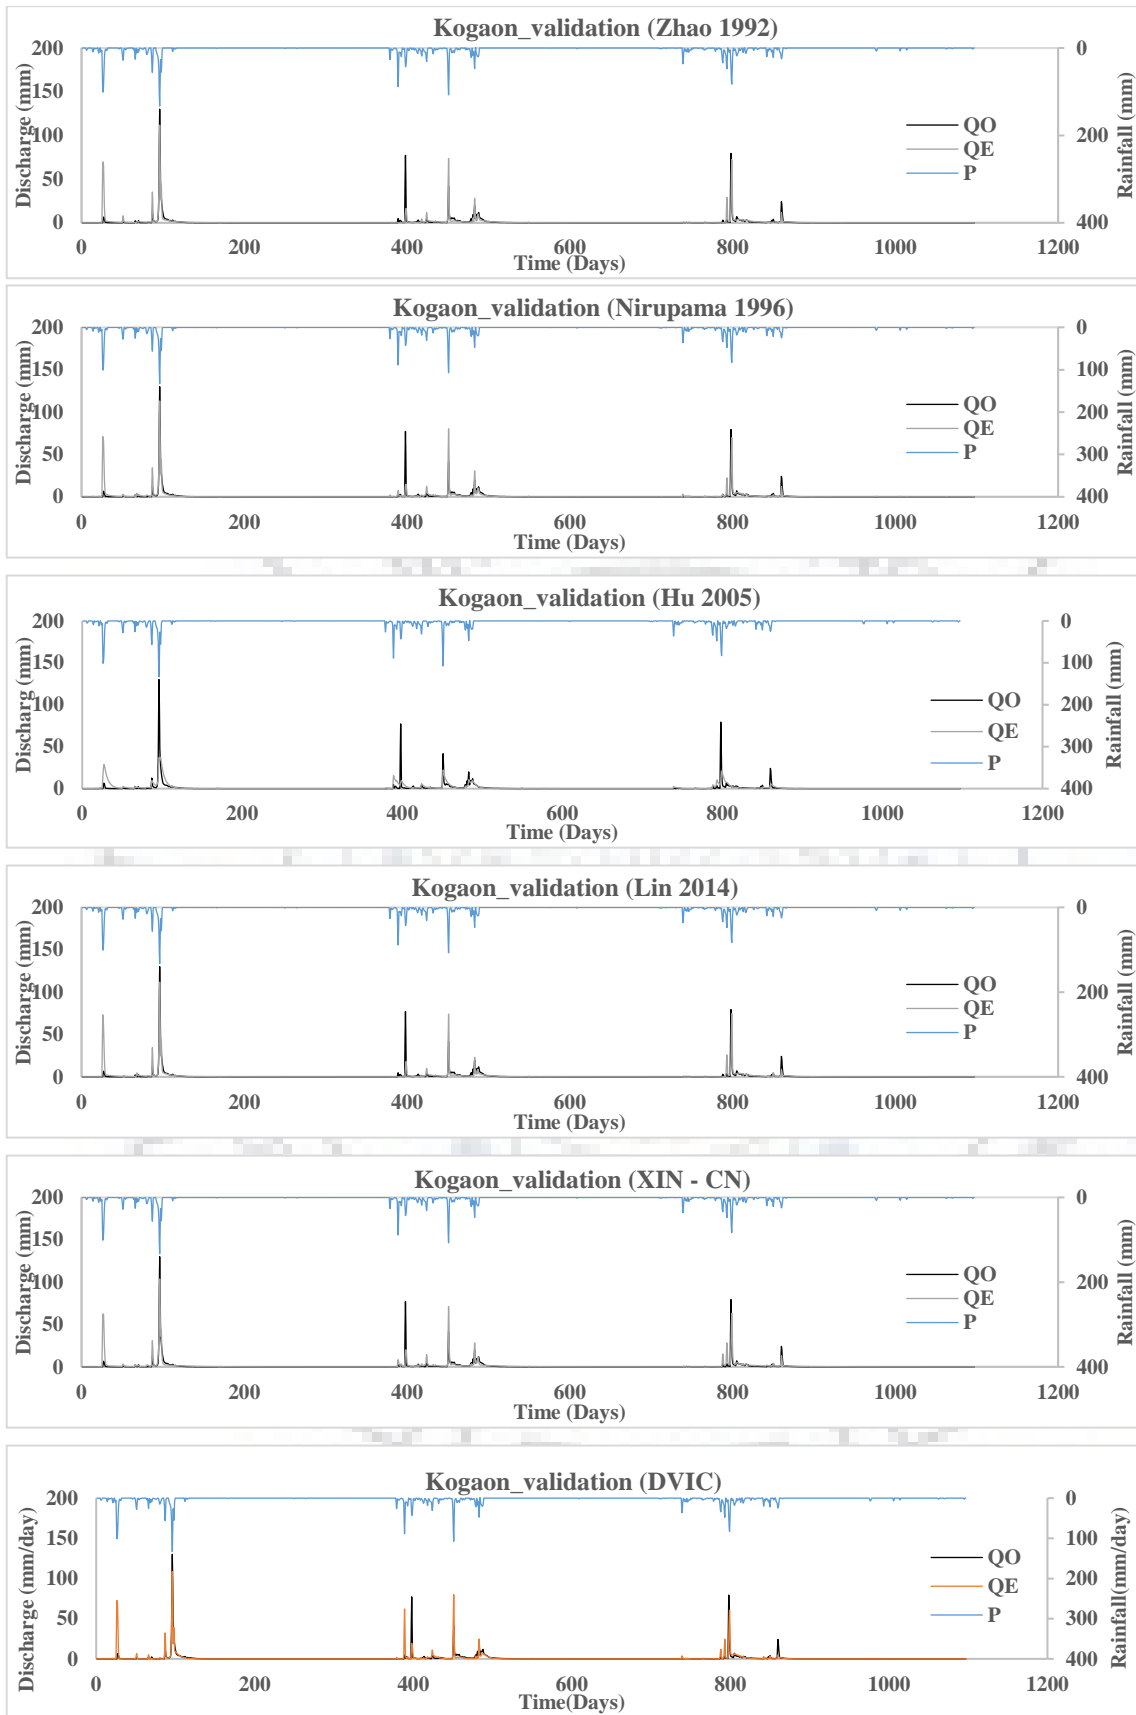 Kogaon_validation (Zhao 1992)
Discharge (mm)
200
150
100
50
0
0
200
400
Rainfall (mm)
QO
QE
P
0 200 400 600 800 1000 1200
Time (Days)
Kogaon_validation (Nirupama 1996)
Discharge (mm)
200
150
100
50
0
0
100
200
300
400
Rainfall (mm)
QO
QE
P
0 200 400 600 800 1000 1200
Time (Days)
Kogaon_validation (Hu 2005)
Discharg (mm)
200
150
100
50
0
0
100
200
300
400
Rainfall (mm)
QO
QE
P
0 200 400 600 800 1000 1200
Time (Days)
Kogaon_validation (Lin 2014)
Discharge (mm)
200
150
100
50
0
0
200
400
Rainfall (mm)
QO
QE
P
0 200 400 600 800 1000 1200
Time (Days)
Kogaon_validation (XIN - CN)
Discharge (mm)
200
150
100
50
0
0
200
400
Rainfall (mm)
QO
QE
P
0 200 400 600 800 1000 1200
Time (Days)
Kogaon_validation (DVIC)
Discharge (mm/day)
200
150
100
50
0
0
100
200
300
400
Rainfall(mm/day)
QO
QE
P
0 200 400 600 800 1000 1200
Time(Days)